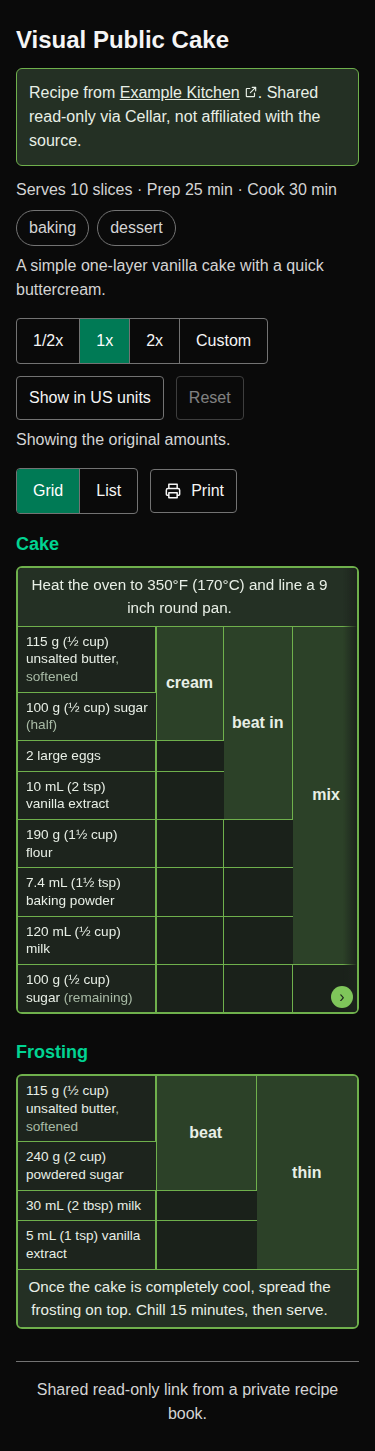 Visual Public Cake
Recipe from Example Kitchen. Shared
read-only via Cellar, not affiliated with the
source.
Serves 10 slices · Prep 25 min · Cook 30 min
baking dessert
A simple one-layer vanilla cake with a quick
buttercream.
1/2x 1x 2x Custom
Show in US units Reset
Showing the original amounts.
Grid List Print
Cake
Heat the oven to 350°F (170°C) and line a 9
inch round pan.
115 g (½ cup)
unsalted butter,
softened
cream
beat in
mix
100 g (½ cup) sugar
(half)
2 large eggs
10 mL (2 tsp)
vanilla extract
190 g (1½ cup)
flour
7.4 mL (1½ tsp)
baking powder
120 mL (½ cup)
milk
100 g (½ cup)
sugar (remaining)
Frosting
115 g (½ cup)
unsalted butter,
softened
beat
thin
240 g (2 cup)
powdered sugar
30 mL (2 tbsp) milk
5 mL (1 tsp) vanilla
extract
Once the cake is completely cool, spread the
frosting on top. Chill 15 minutes, then serve.
Shared read-only link from a private recipe
book.